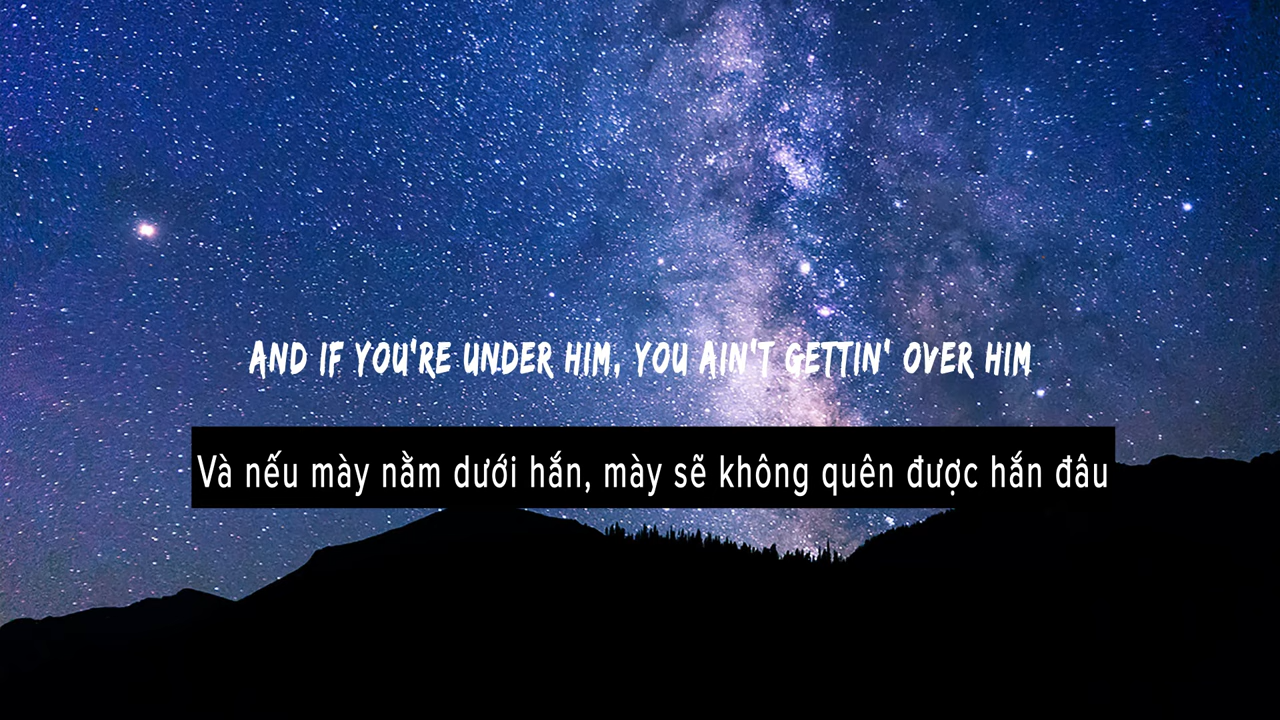 AND IF YOU'RE UNDER HIM, YOU AIN'T GETTIN' OVER HIM
Và nếu mày nằm dưới hắn, mày sẽ không quên được hắn đâu